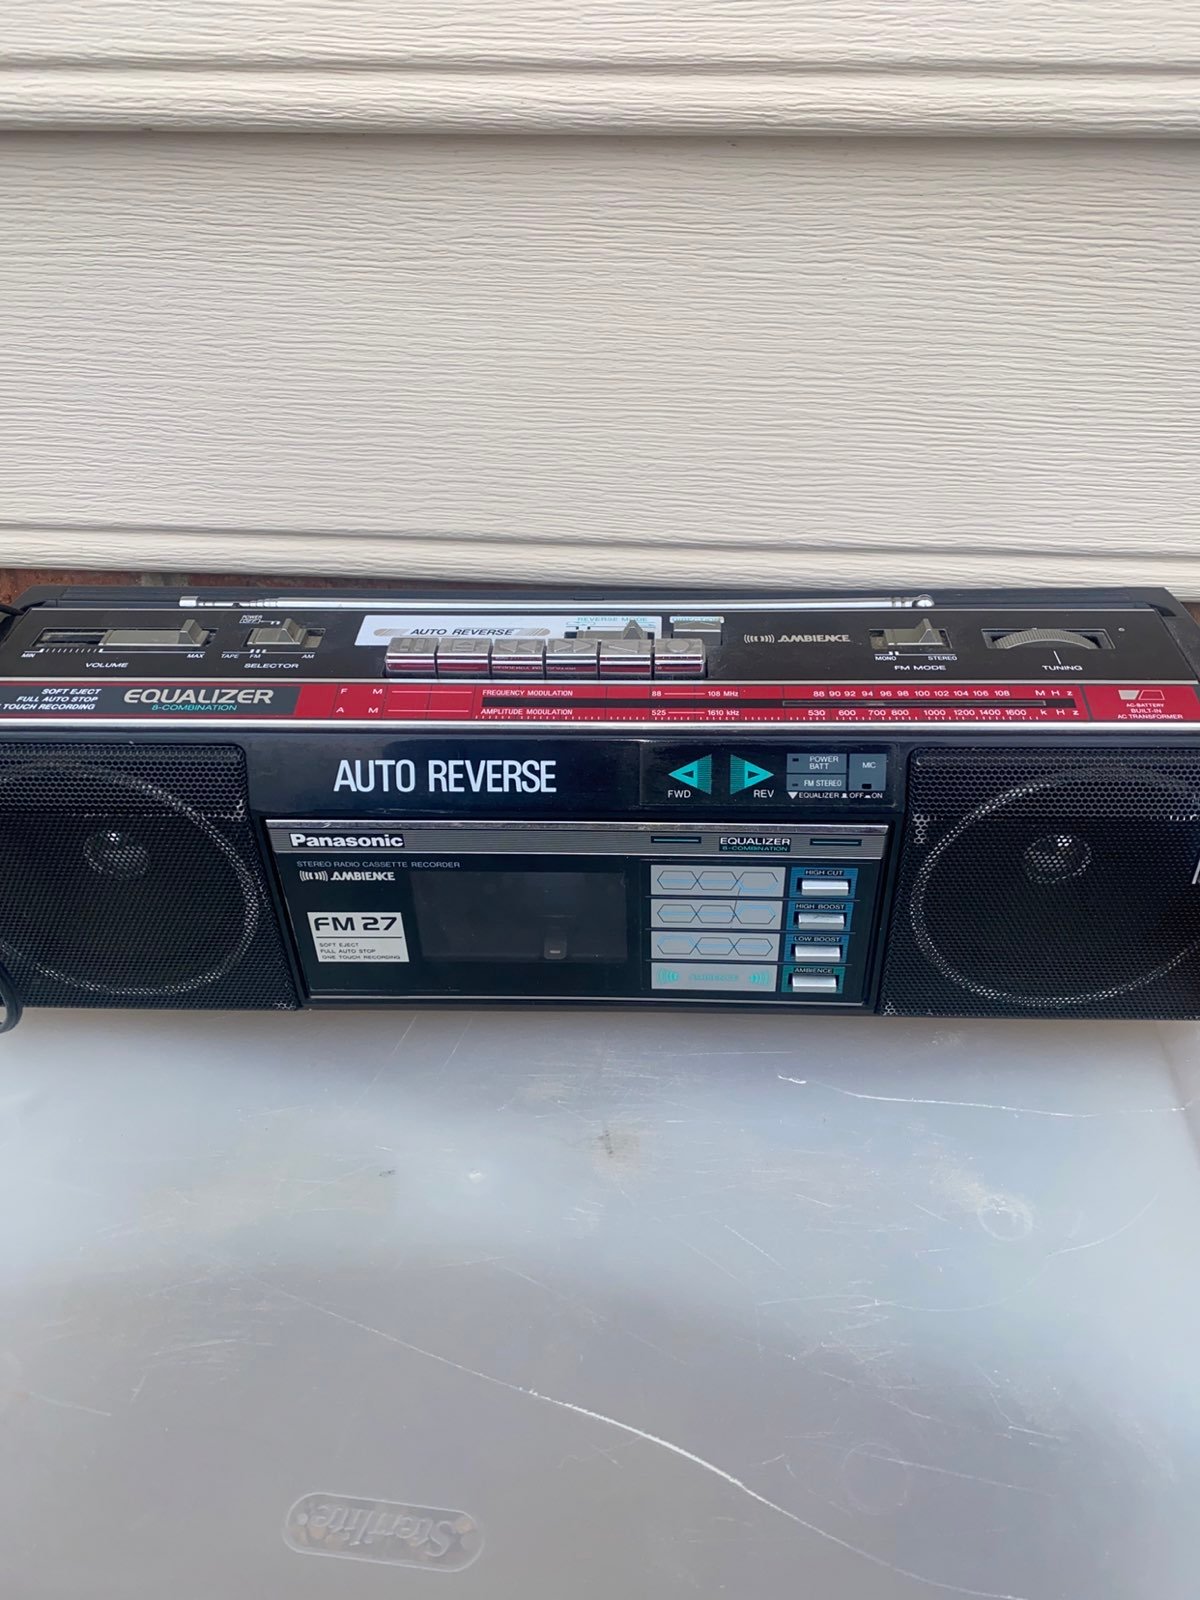 POWER
OFF
REVERSE MODE
DIRECTION
AUTO REVERSE
AMBIENCE
MIN MAX
VOLUME
TAPE FM AM
SELECTOR
MONO STEREO
FM MODE
TUNING
SOFT EJECT
FULL AUTO STOP
TOUCH RECORDING
EQUALIZER
8-COMBINATION
F M
FREQUENCY MODULATION
88 108 MHz
88 90 92 94 96 98 100 102 104 106 108 MHz
A M
AMPLITUDE MODULATION
525 1610 kHz
530 600 700 800 1000 1200 1400 1600 kHz
AC-BATTERY
BUILT-IN
AC TRANSFORMER
AUTO REVERSE
FWD REV
POWER
BATT
MIC
FM STEREO
EQUALIZER OFF ON
Panasonic
STEREO RADIO CASSETTE RECORDER
AMBIENCE
FM 27
SOFT EJECT
FULL AUTO STOP
ONE TOUCH RECORDING
EQUALIZER
8-COMBINATION
HIGH CUT
HIGH BOOST
LOW BOOST
AMBIENCE
AMBIENCE
Sterilite